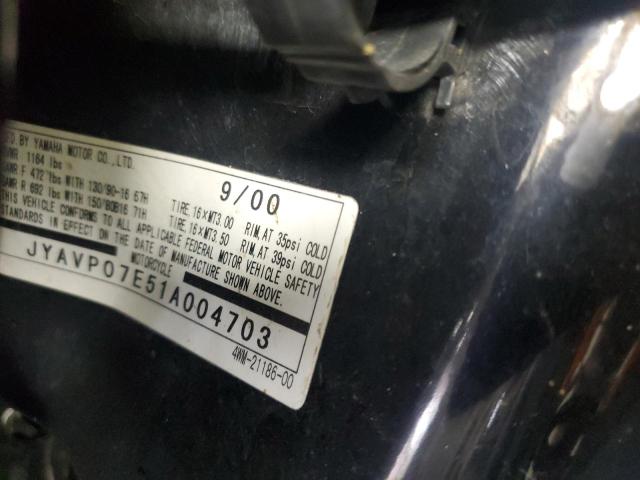 BY YAMAHA MOTOR CO.,LTD. 9/00
1164 lbs
F 472 lbs WITH 130/90-16 67H TIRE,16×MT3.00 RIM,AT 35psi COLD
R 692 lbs WITH 150/80B16 71H TIRE,16×MT3.50 RIM,AT 39psi COLD
THIS VEHICLE CONFORMS TO ALL APPLICABLE FEDERAL MOTOR VEHICLE SAFETY
STANDARDS IN EFFECT ON THE DATE OF MANUFACTURE SHOWN ABOVE.
MOTORCYCLE
JYAVP07E51A004703
4WM-21186-00